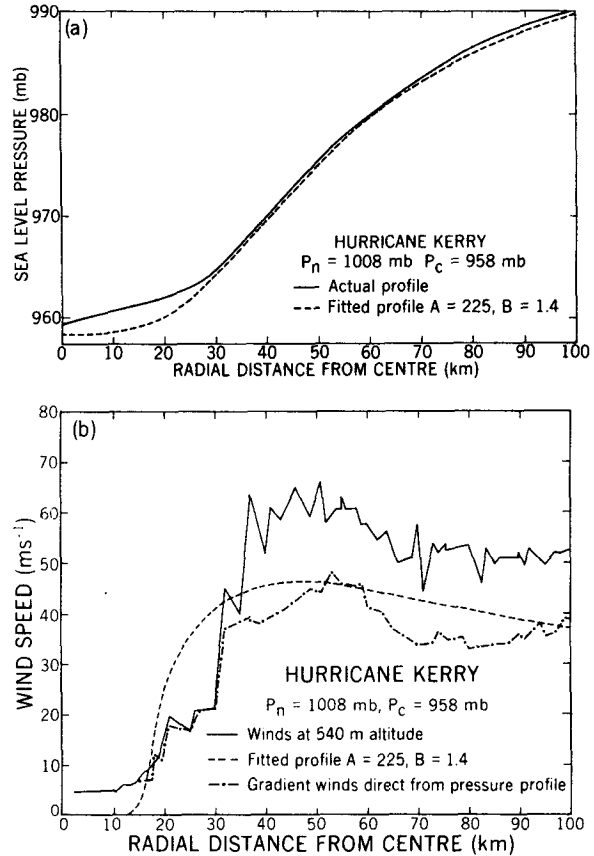 (a)
990
980
970
960
SEA LEVEL PRESSURE (mb)
HURRICANE KERRY
Pn = 1008 mb Pc = 958 mb
Actual profile
Fitted profile A = 225, B = 1.4
0 10 20 30 40 50 60 70 80 90 100
RADIAL DISTANCE FROM CENTRE (km)
(b)
80
70
60
50
40
30
20
10
0
WIND SPEED (ms⁻¹)
HURRICANE KERRY
Pn = 1008 mb, Pc = 958 mb
Winds at 540 m altitude
Fitted profile A = 225, B = 1.4
Gradient winds direct from pressure profile
0 10 20 30 40 50 60 70 80 90 100
RADIAL DISTANCE FROM CENTRE (km)